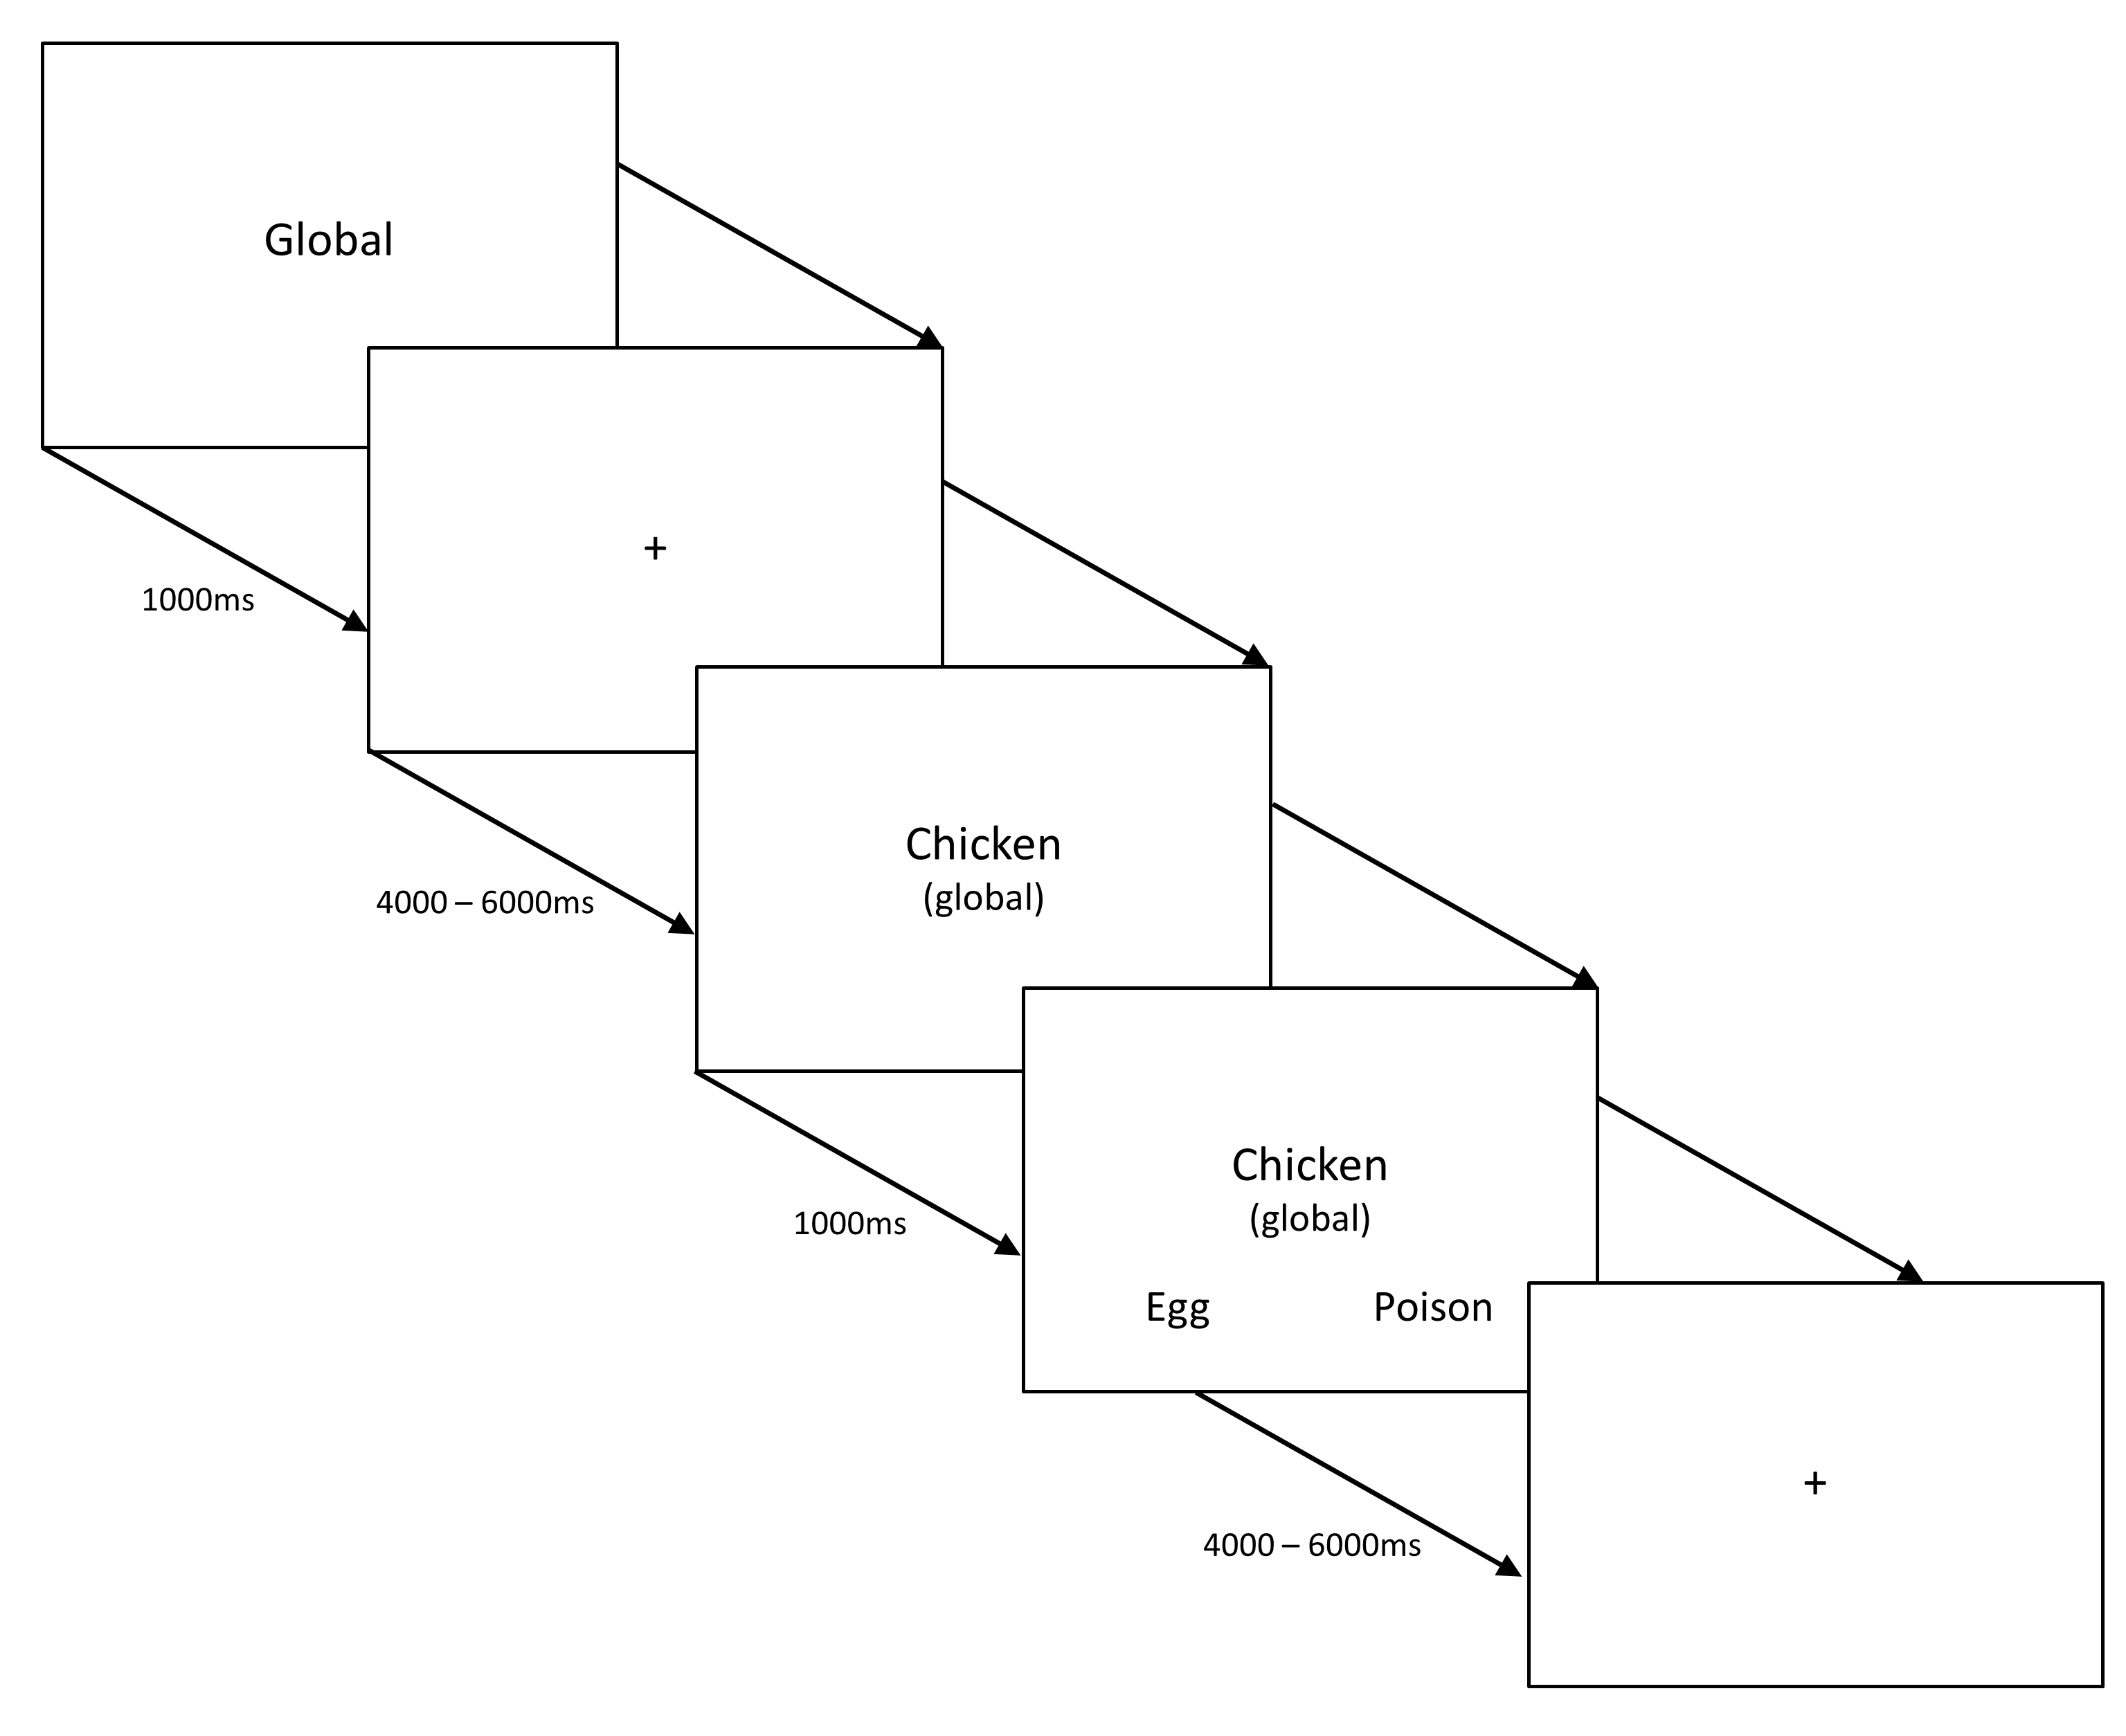 Global
+
1000ms
Chicken
(global)
4000 – 6000ms
Chicken
(global)
1000ms
Egg Poison
+
4000 – 6000ms